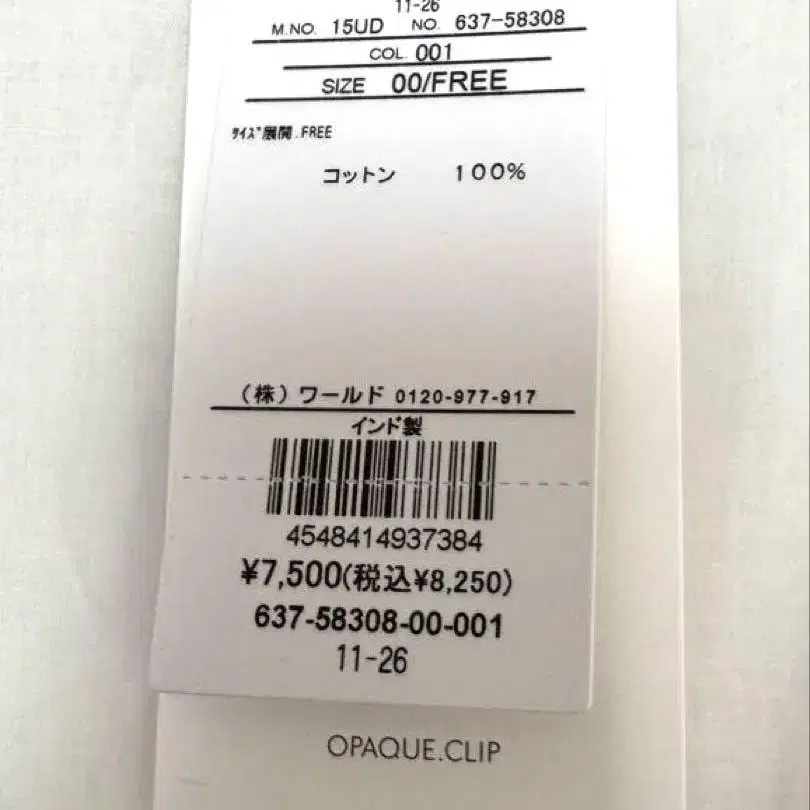 11-26
M.NO. 15UD NO. 637-58308
COL. 001
SIZE 00/FREE
ｻｲｽﾞ展開.FREE
コットン 100%
（株）ワールド 0120-977-917
インド製
4548414937384
¥7,500(税込¥8,250)
637-58308-00-001
11-26
OPAQUE.CLIP